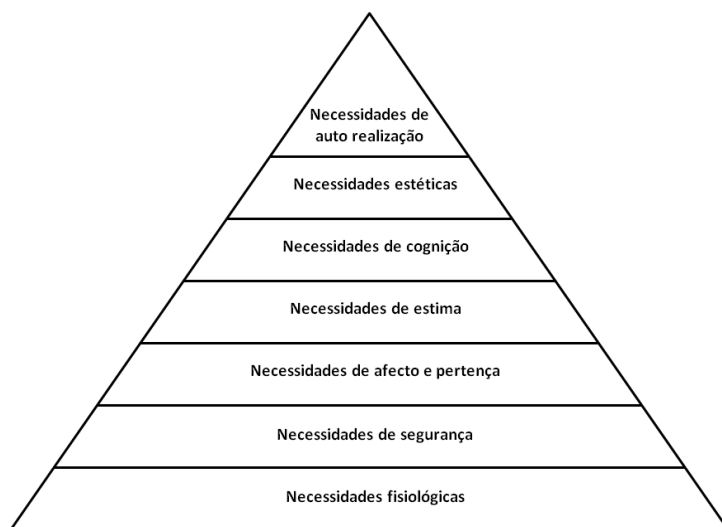 Necessidades de
auto realização
Necessidades estéticas
Necessidades de cognição
Necessidades de estima
Necessidades de afecto e pertença
Necessidades de segurança
Necessidades fisiológicas